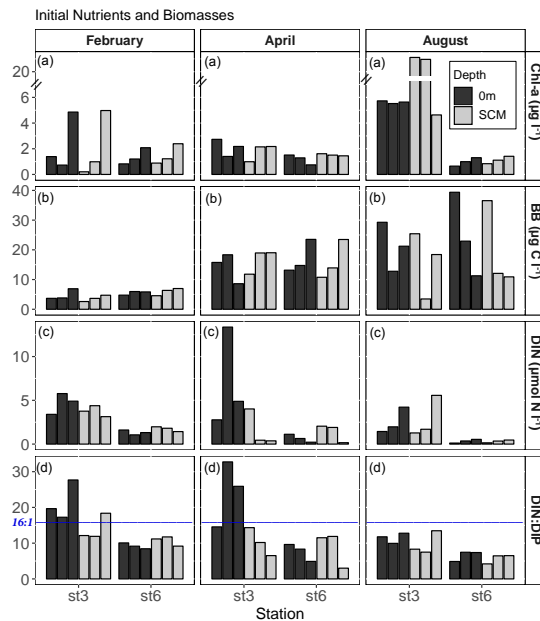 Initial Nutrients and Biomasses
February April August
(a) (a) (a)
Depth
0m
SCM
20
6
4
2
0
Chl-a (µg l⁻¹)
(b) (b) (b)
40
30
20
10
0
BB (µg C l⁻¹)
(c) (c) (c)
10
5
0
DIN (µmol N l⁻¹)
(d) (d) (d)
30
20
16:1
10
0
DIN:DIP
st3 st6 st3 st6 st3 st6
Station